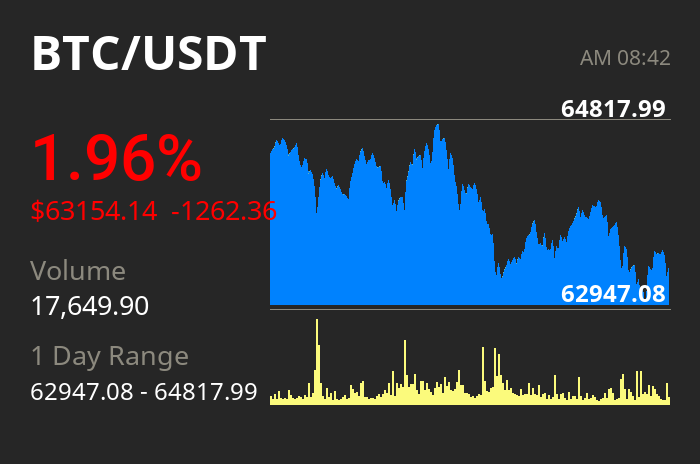 BTC/USDT
AM 08:42
64817.99
1.96%
$63154.14 -1262.36
Volume
17,649.90
62947.08
1 Day Range
62947.08 - 64817.99